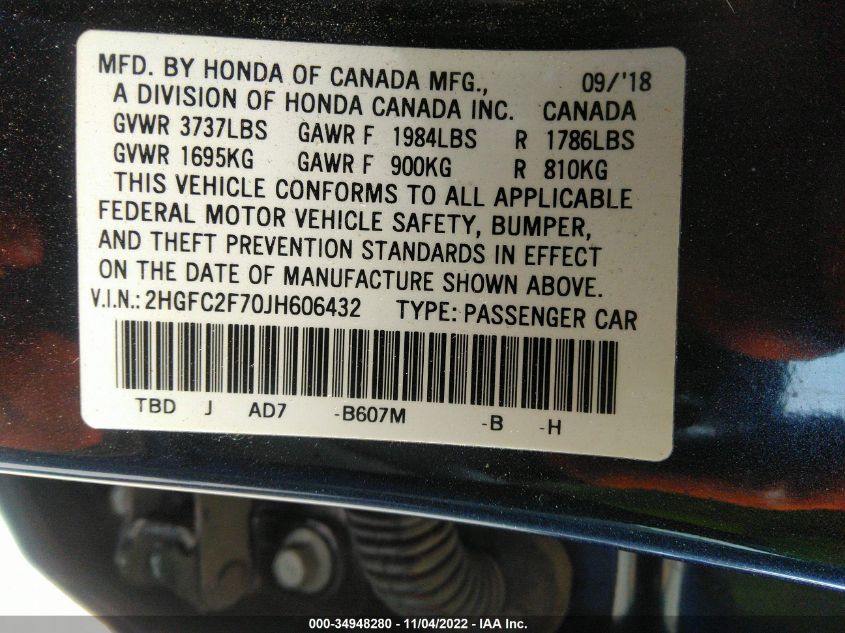 MFD. BY HONDA OF CANADA MFG., 09/'18
A DIVISION OF HONDA CANADA INC. CANADA
GVWR 3737LBS GAWR F 1984LBS R 1786LBS
GVWR 1695KG GAWR F 900KG R 810KG
THIS VEHICLE CONFORMS TO ALL APPLICABLE
FEDERAL MOTOR VEHICLE SAFETY, BUMPER,
AND THEFT PREVENTION STANDARDS IN EFFECT
ON THE DATE OF MANUFACTURE SHOWN ABOVE.
V.I.N.: 2HGFC2F70JH606432 TYPE: PASSENGER CAR
TBD J AD7 -B607M -B -H
000-34948280 - 11/04/2022 - IAA Inc.